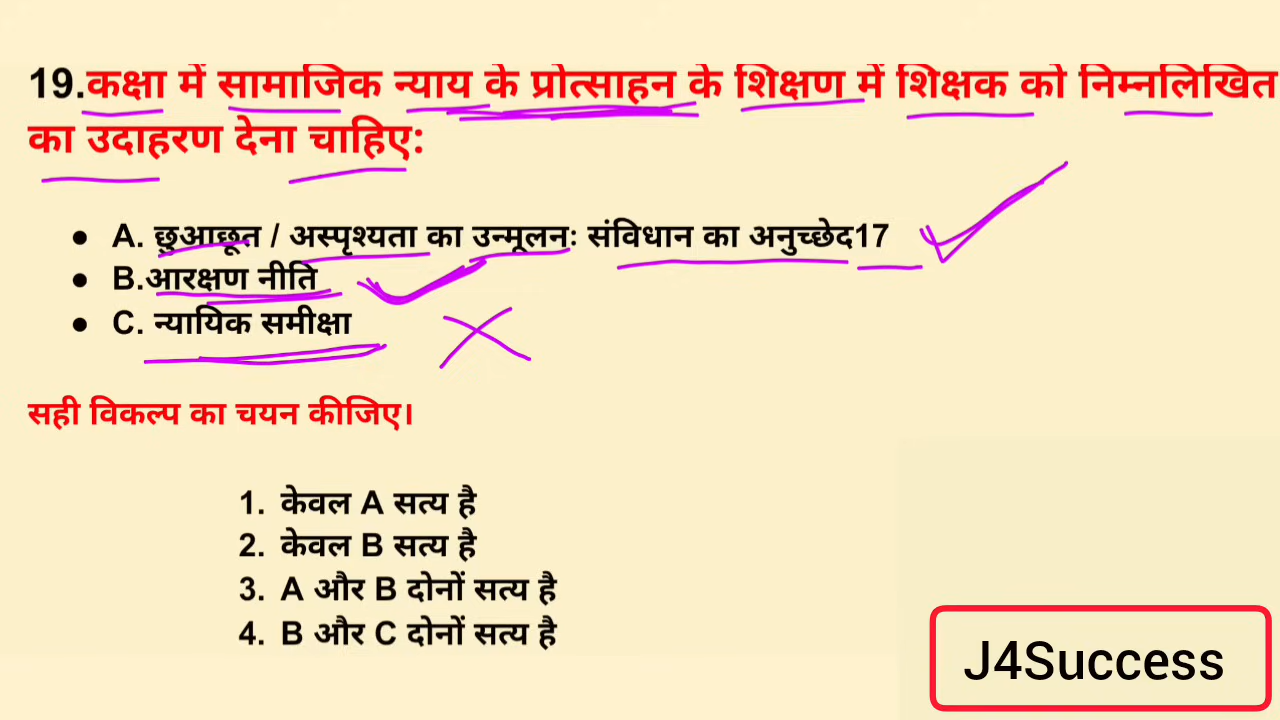 19.कक्षा में सामाजिक न्याय के प्रोत्साहन के शिक्षण में शिक्षक को निम्नलिखित
का उदाहरण देना चाहिए:
● A. छुआछूत / अस्पृश्यता का उन्मूलनः संविधान का अनुच्छेद17
● B.आरक्षण नीति
● C. न्यायिक समीक्षा
सही विकल्प का चयन कीजिए।
1. केवल A सत्य है
2. केवल B सत्य है
3. A और B दोनों सत्य है
4. B और C दोनों सत्य है
J4Success